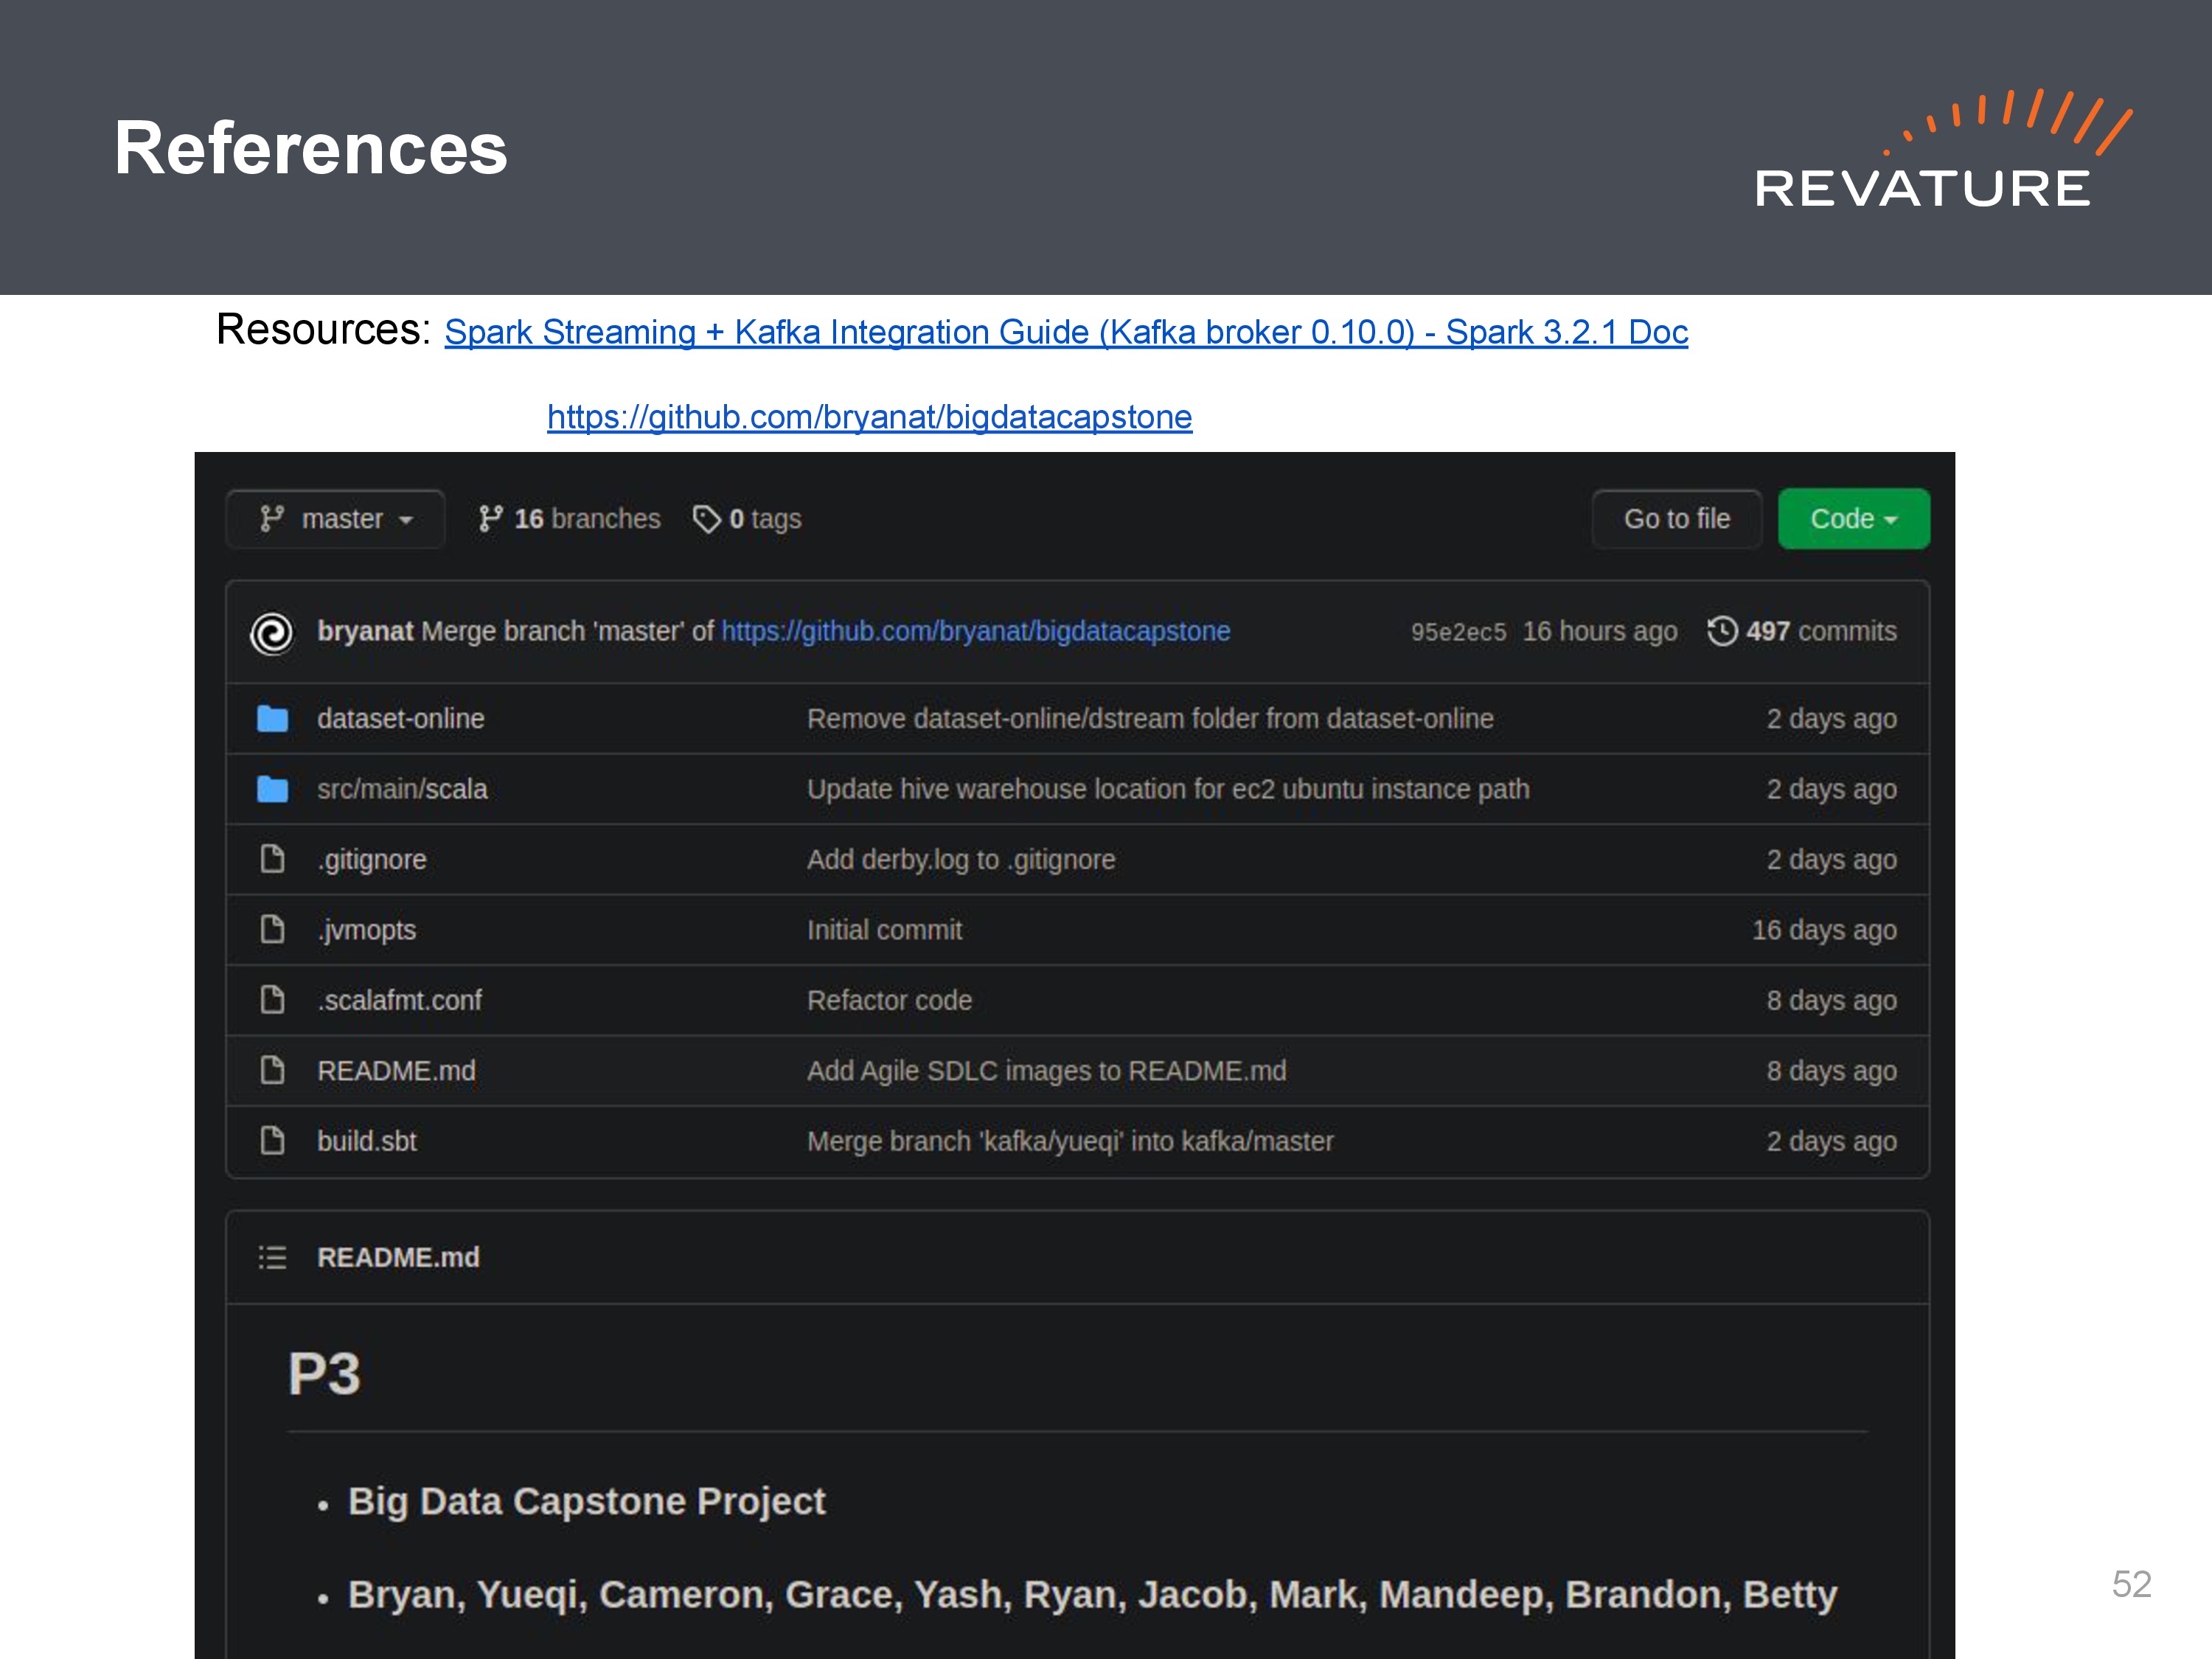 References
REVATURE
Resources: Spark Streaming + Kafka Integration Guide (Kafka broker 0.10.0) - Spark 3.2.1 Doc
https://github.com/bryanat/bigdatacapstone
master 16 branches 0 tags Go to file Code
bryanat Merge branch 'master' of https://github.com/bryanat/bigdatacapstone 95e2ec5 16 hours ago 497 commits
dataset-online Remove dataset-online/dstream folder from dataset-online 2 days ago
src/main/scala Update hive warehouse location for ec2 ubuntu instance path 2 days ago
.gitignore Add derby.log to .gitignore 2 days ago
.jvmopts Initial commit 16 days ago
.scalafmt.conf Refactor code 8 days ago
README.md Add Agile SDLC images to README.md 8 days ago
build.sbt Merge branch 'kafka/yueqi' into kafka/master 2 days ago
README.md
P3
• Big Data Capstone Project
• Bryan, Yueqi, Cameron, Grace, Yash, Ryan, Jacob, Mark, Mandeep, Brandon, Betty
52